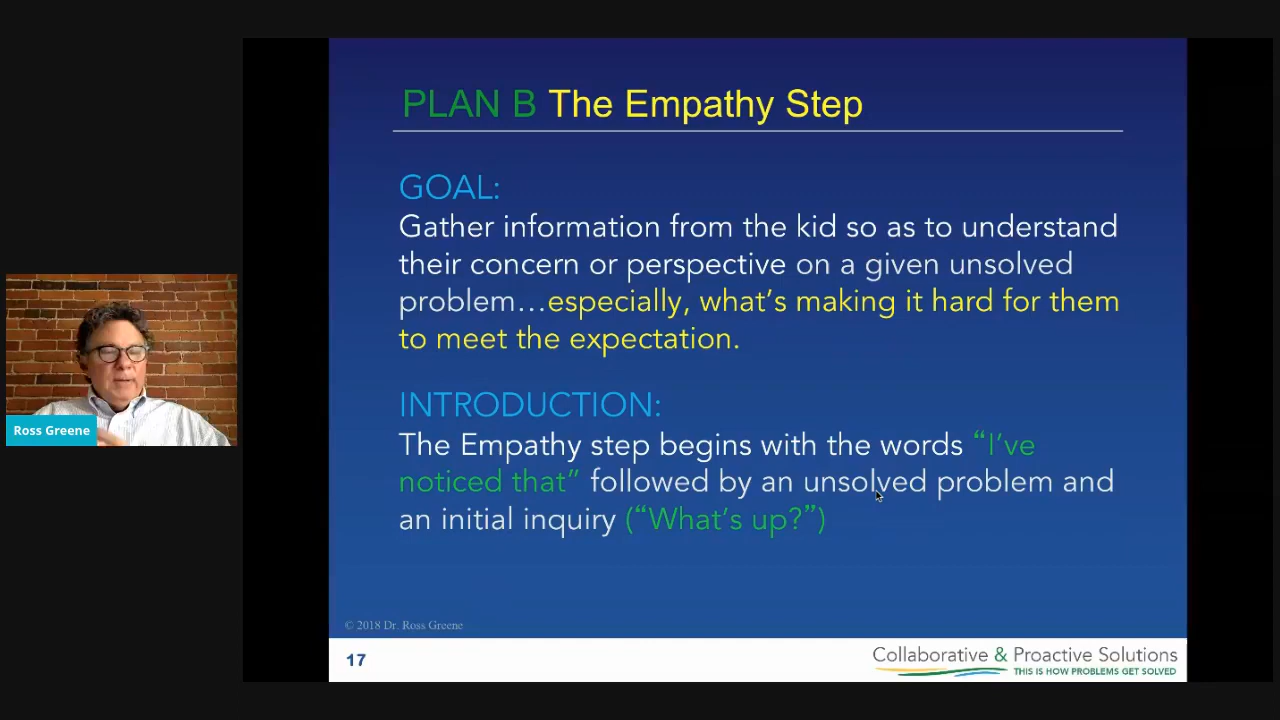 PLAN B The Empathy Step
GOAL:
Gather information from the kid so as to understand
their concern or perspective on a given unsolved
problem…especially, what’s making it hard for them
to meet the expectation.
INTRODUCTION:
The Empathy step begins with the words “I’ve
noticed that” followed by an unsolved problem and
an initial inquiry (“What’s up?”)
Ross Greene
© 2018 Dr. Ross Greene
17
Collaborative & Proactive Solutions
THIS IS HOW PROBLEMS GET SOLVED